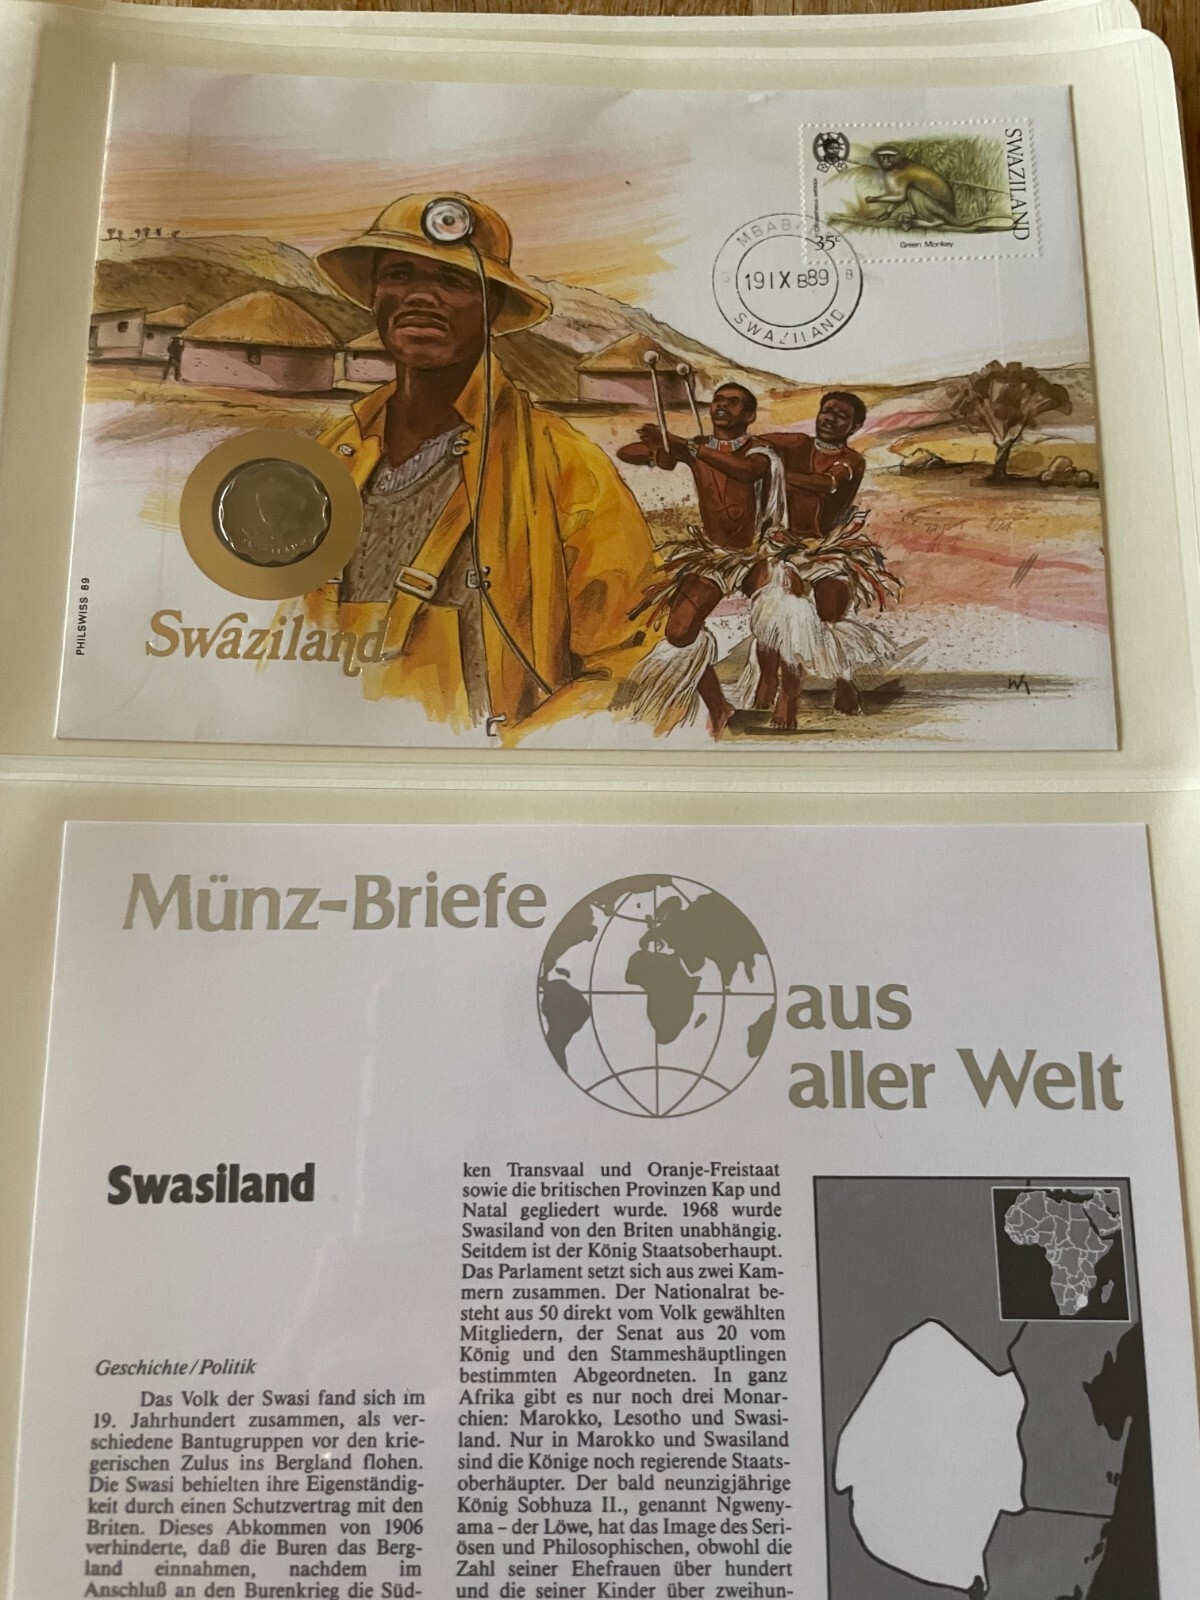 SWAZILAND
35c
Green Monkey
MBABA
19 IX B89
SWAZILAND
SWAZILAND
Swaziland
PHILSWISS 89
Münz-Briefe
aus
aller Welt
Swasiland
Geschichte/Politik
Das Volk der Swasi fand sich im
19. Jahrhundert zusammen, als ver-
schiedene Bantugruppen vor den krie-
gerischen Zulus ins Bergland flohen.
Die Swasi behielten ihre Eigenständig-
keit durch einen Schutzvertrag mit den
Briten. Dieses Abkommen von 1906
verhinderte, daß die Buren das Berg-
land einnahmen, nachdem im
Anschluß an den Burenkrieg die Süd-
ken Transvaal und Oranje-Freistaat
sowie die britischen Provinzen Kap und
Natal gegliedert wurde. 1968 wurde
Swasiland von den Briten unabhängig.
Seitdem ist der König Staatsoberhaupt.
Das Parlament setzt sich aus zwei Kam-
mern zusammen. Der Nationalrat be-
steht aus 50 direkt vom Volk gewählten
Mitgliedern, der Senat aus 20 vom
König und den Stammeshäuptlingen
bestimmten Abgeordneten. In ganz
Afrika gibt es nur noch drei Monar-
chien: Marokko, Lesotho und Swasi-
land. Nur in Marokko und Swasiland
sind die Könige noch regierende Staats-
oberhäupter. Der bald neunzigjährige
König Sobhuza II., genannt Ngweny-
ama – der Löwe, hat das Image des Seri-
ösen und Philosophischen, obwohl die
Zahl seiner Ehefrauen über hundert
und die seiner Kinder über zweihun-